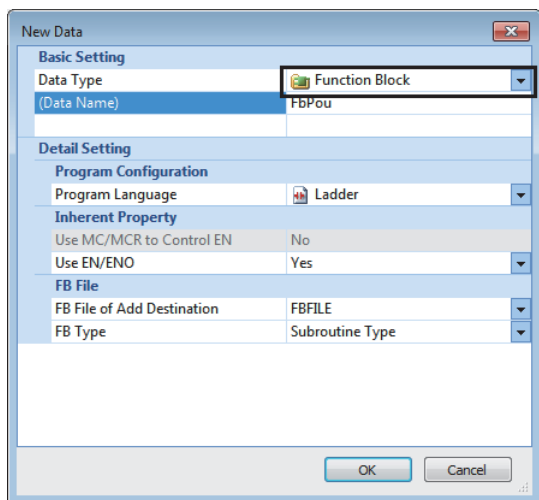 New Data
Basic Setting
Data Type Function Block
(Data Name) FbPou
Detail Setting
Program Configuration
Program Language Ladder
Inherent Property
Use MC/MCR to Control EN No
Use EN/ENO Yes
FB File
FB File of Add Destination FBFILE
FB Type Subroutine Type
OK Cancel